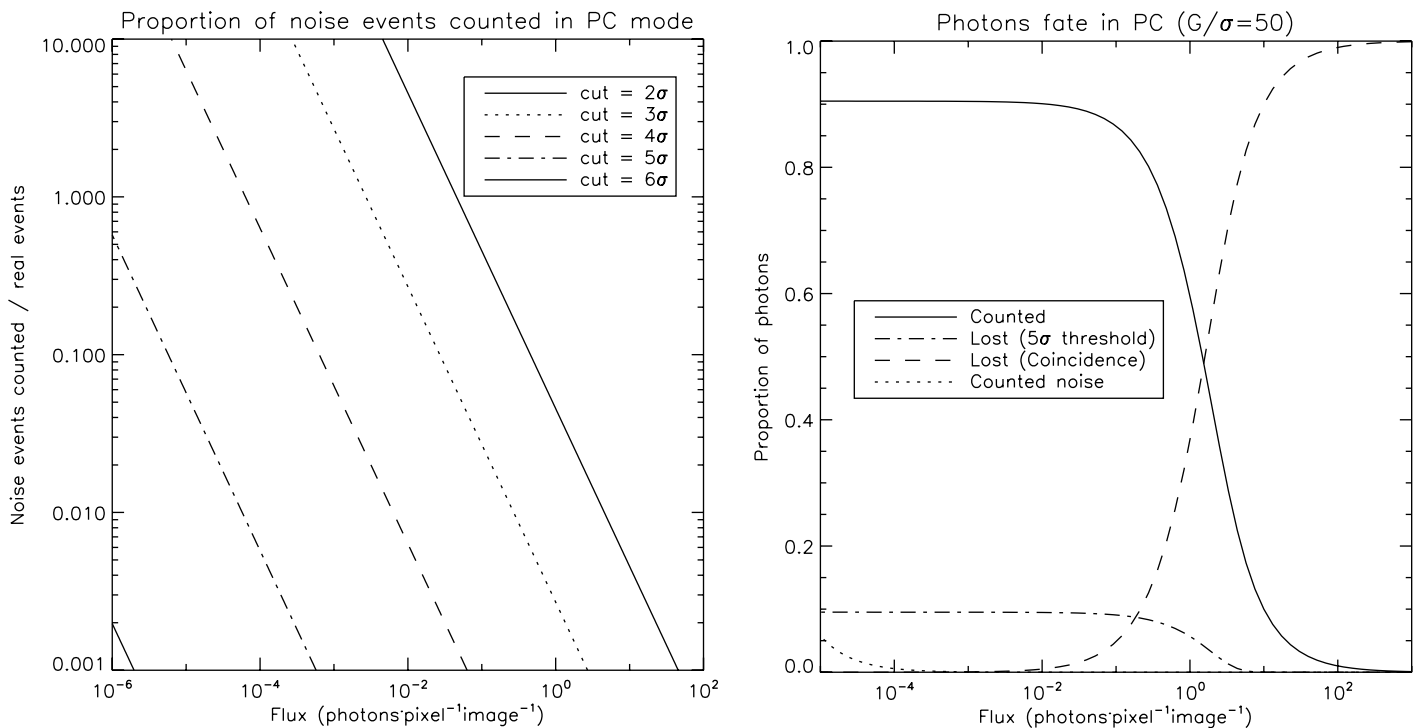 Proportion of noise events counted in PC mode
10.000
1.000
0.100
0.010
0.001
Noise events counted / real events
cut = 2σ
cut = 3σ
cut = 4σ
cut = 5σ
cut = 6σ
10⁻⁶ 10⁻⁴ 10⁻² 10⁰ 10²
Flux (photons·pixel⁻¹image⁻¹)
Photons fate in PC (G/σ=50)
1.0
0.8
0.6
0.4
0.2
0.0
Proportion of photons
Counted
Lost (5σ threshold)
Lost (Coincidence)
Counted noise
10⁻⁴ 10⁻² 10⁰ 10²
Flux (photons·pixel⁻¹image⁻¹)